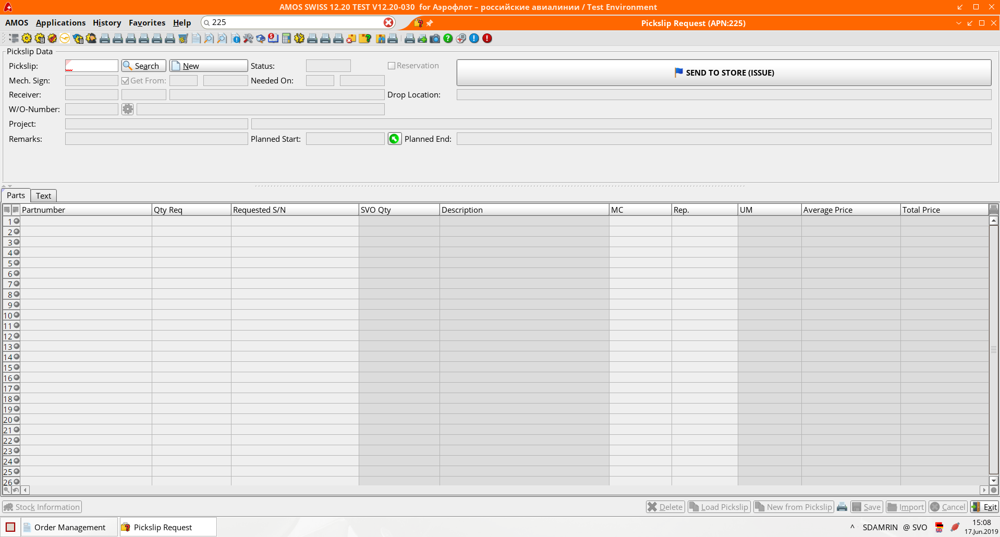 AMOS SWISS 12.20 TEST V12.20-030  for Аэрофлот – российские авиалинии / Test Environment
AMOS Applications History Favorites Help 225 Pickslip Request (APN:225)
Pickslip Data
Pickslip: Search New Status: Reservation SEND TO STORE (ISSUE)
Mech. Sign: Get From: Needed On:
Receiver: Drop Location:
W/O-Number:
Project:
Remarks: Planned Start: Planned End:
Parts Text
Partnumber Qty Req Requested S/N SVO Qty Description MC Rep. UM Average Price Total Price
1
2
3
4
5
6
7
8
9
10
11
12
13
14
15
16
17
18
19
20
21
22
23
24
25
26
Stock Information Delete Load Pickslip New from Pickslip Save Import Cancel Exit
Order Management Pickslip Request ^ SDAMRIN @ SVO 15:08
17.Jun.2019